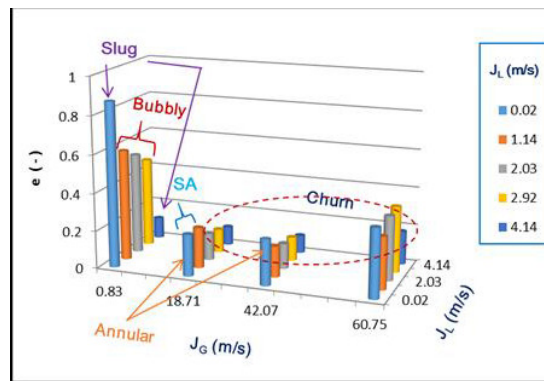 Slug
1
0.8
0.6
0.4
0.2
0
e (-)
Bubbly
SA
Churn
Annular
0.83
18.71
42.07
60.75
J_G (m/s)
4.14
2.03
0.02
J_L (m/s)
J_L (m/s)
0.02
1.14
2.03
2.92
4.14